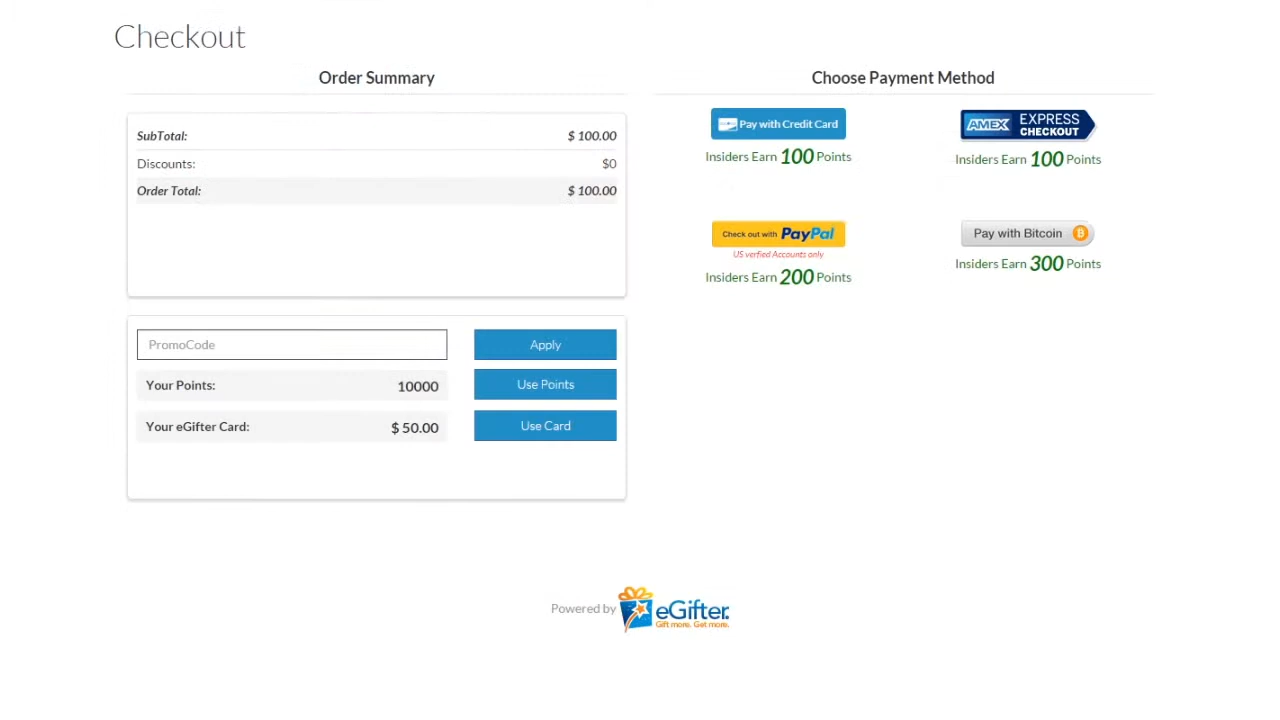 Checkout
Order Summary
SubTotal: $ 100.00
Discounts: $0
Order Total: $ 100.00
PromoCode Apply
Your Points: 10000 Use Points
Your eGifter Card: $ 50.00 Use Card
Choose Payment Method
Pay with Credit Card
Insiders Earn 100 Points
AMEX EXPRESS CHECKOUT
Insiders Earn 100 Points
Check out with PayPal
US verfied Accounts only
Insiders Earn 200 Points
Pay with Bitcoin
Insiders Earn 300 Points
Powered by eGifter.
Gift more. Get more.